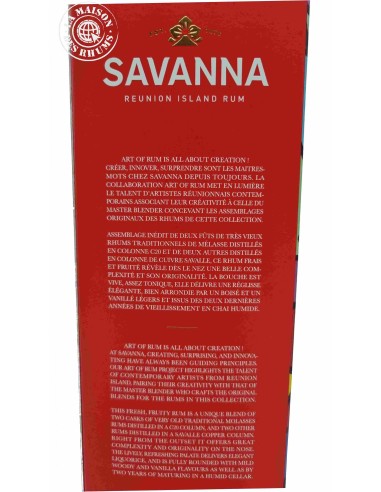 LA MAISON
DES RHUMS
SAVANNA
REUNION ISLAND RUM
ART OF RUM IS ALL ABOUT CREATION !
CRÉER, INNOVER, SURPRENDRE SONT LES MAITRES-
MOTS CHEZ SAVANNA DEPUIS TOUJOURS. LA
COLLABORATION ART OF RUM MET EN LUMIÈRE
LE TALENT D'ARTISTES RÉUNIONNAIS CONTEM-
PORAINS ASSOCIANT LEUR CRÉATIVITÉ À CELLE DU
MASTER BLENDER CONCEVANT LES ASSEMBLAGES
ORIGINAUX DES RHUMS DE CETTE COLLECTION.
ASSEMBLAGE INÉDIT DE DEUX FÛTS DE TRÈS VIEUX
RHUMS TRADITIONNELS DE MÉLASSE DISTILLÉS
EN COLONNE C20 ET DE DEUX AUTRES DISTILLÉS
EN COLONNE DE CUIVRE SAVALLE, CE RHUM FRAIS
ET FRUITÉ RÉVÈLE DÈS LE NEZ UNE BELLE COM-
PLEXITÉ ET SON ORIGINALITÉ. LA BOUCHE EST
VIVE, ASSEZ TONIQUE, ELLE DÉLIVRE UNE RÉGLISSE
ÉLÉGANTE, BIEN ARRONDIE PAR UN BOISÉ ET UN
VANILLÉ LÉGERS ET ISSUS DES DEUX DERNIÈRES
ANNÉES DE VIEILLISSEMENT EN CHAI HUMIDE.
ART OF RUM IS ALL ABOUT CREATION !
AT SAVANNA, CREATING, SURPRISING, AND INNOVA-
TING HAVE ALWAYS BEEN GUIDING PRINCIPLES.
OUR ART OF RUM PROJECT HIGHLIGHTS THE TALENT
OF CONTEMPORARY ARTISTS FROM REUNION
ISLAND, PAIRING THEIR CREATIVITY WITH THAT OF
THE MASTER BLENDER WHO CRAFTS THE ORIGINAL
BLENDS FOR THE RUMS IN THIS COLLECTION.
THIS FRESH, FRUITY RUM IS A UNIQUE BLEND OF
TWO CASKS OF VERY OLD TRADITIONAL MOLASSES
RUMS DISTILLED IN A C20 COLUMN, AND TWO OTHER
RUMS DISTILLED IN A SAVALLE COPPER COLUMN.
RIGHT FROM THE OUTSET IT OFFERS GREAT
COMPLEXITY AND ORIGINALITY ON THE NOSE.
THE LIVELY, REFRESHING PALATE DELIVERS ELEGANT
LIQUORICE, AND IS FULLY ROUNDED WITH MILD
WOODY AND VANILLA FLAVOURS AS WELL AS BY
TWO YEARS OF MATURING IN A HUMID CELLAR.